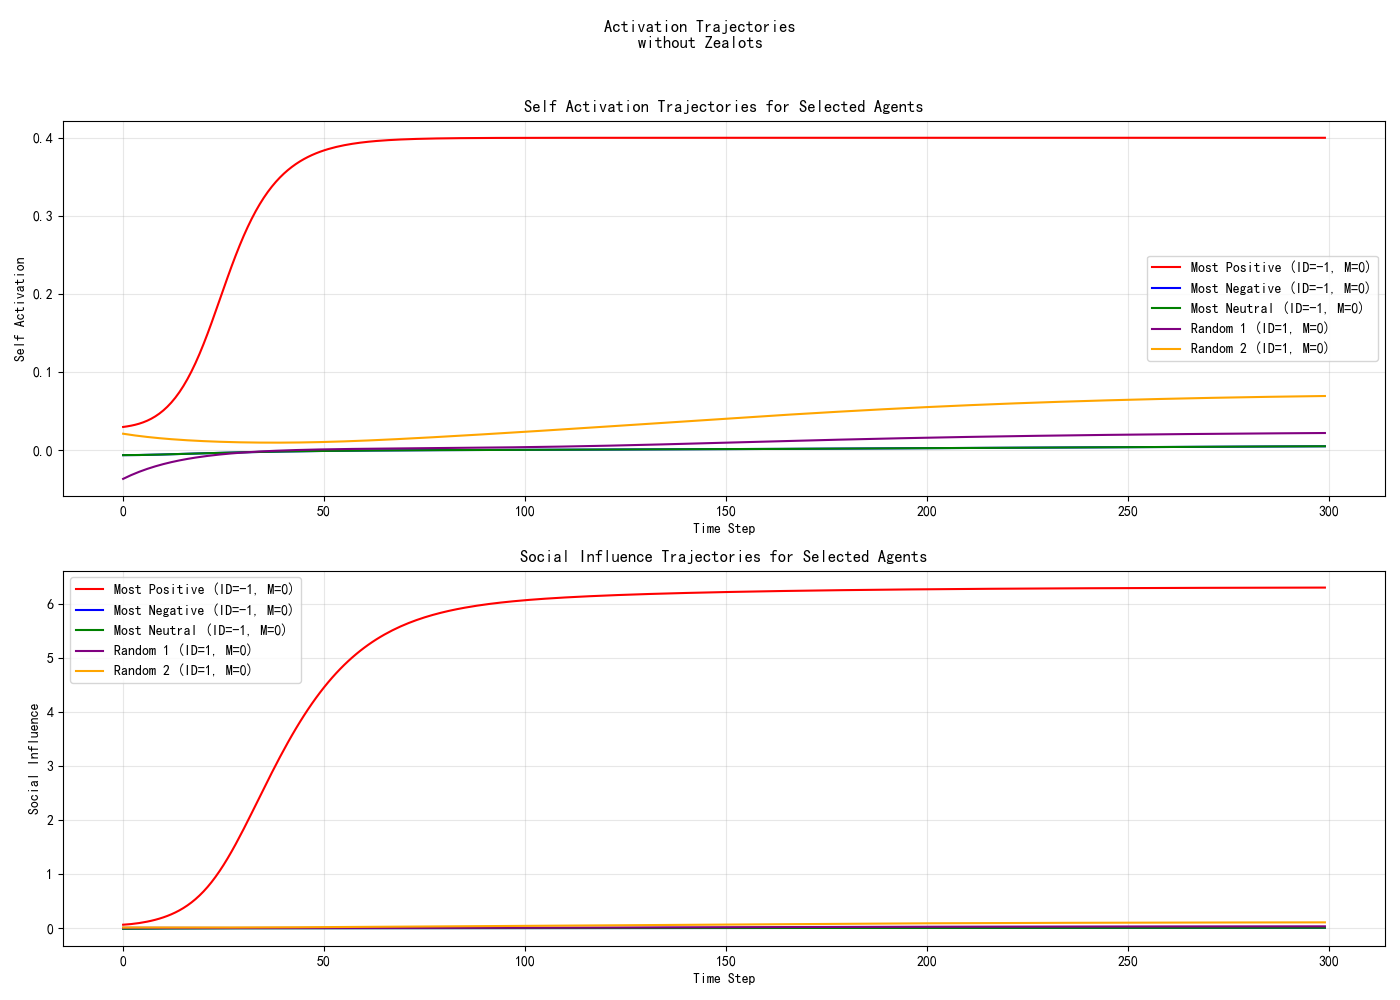 Activation Trajectories
without Zealots
Self Activation Trajectories for Selected Agents
Self Activation
0.4
0.3
0.2
0.1
0.0
Most Positive (ID=-1, M=0)
Most Negative (ID=-1, M=0)
Most Neutral (ID=-1, M=0)
Random 1 (ID=1, M=0)
Random 2 (ID=1, M=0)
0 50 100 150 200 250 300
Time Step
Social Influence Trajectories for Selected Agents
Social Influence
6
5
4
3
2
1
0
Most Positive (ID=-1, M=0)
Most Negative (ID=-1, M=0)
Most Neutral (ID=-1, M=0)
Random 1 (ID=1, M=0)
Random 2 (ID=1, M=0)
0 50 100 150 200 250 300
Time Step